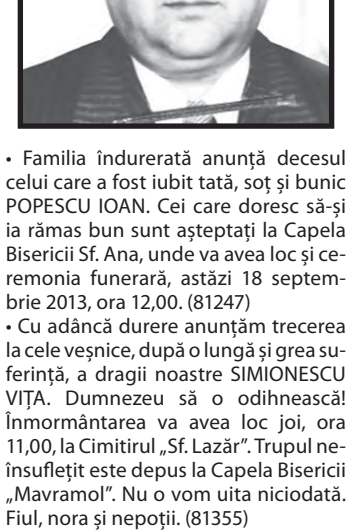 • Familia îndurerată anunță decesul
celui care a fost iubit tată, soț și bunic
POPESCU IOAN. Cei care doresc să-și
ia rămas bun sunt așteptați la Capela
Bisericii Sf. Ana, unde va avea loc și ce-
remonia funerară, astăzi 18 septem-
brie 2013, ora 12,00. (81247)
• Cu adâncă durere anunțăm trecerea
la cele veșnice, după o lungă și grea su-
ferință, a dragii noastre SIMIONESCU
VIȚA. Dumnezeu să o odihnească!
Înmormântarea va avea loc joi, ora
11,00, la Cimitirul „Sf. Lazăr”. Trupul ne-
însuflețit este depus la Capela Bisericii
„Mavramol”. Nu o vom uita niciodată.
Fiul, nora și nepoții. (81355)